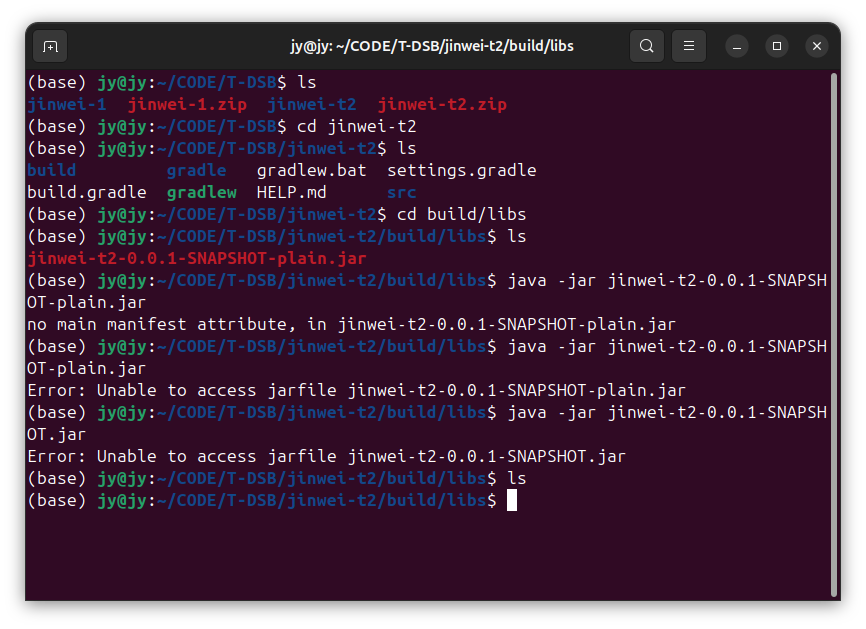 jy@jy: ~/CODE/T-DSB/jinwei-t2/build/libs
(base) jy@jy:~/CODE/T-DSB$ ls
jinwei-1  jinwei-1.zip  jinwei-t2  jinwei-t2.zip
(base) jy@jy:~/CODE/T-DSB$ cd jinwei-t2
(base) jy@jy:~/CODE/T-DSB/jinwei-t2$ ls
build         gradle   gradlew.bat  settings.gradle
build.gradle  gradlew  HELP.md      src
(base) jy@jy:~/CODE/T-DSB/jinwei-t2$ cd build/libs
(base) jy@jy:~/CODE/T-DSB/jinwei-t2/build/libs$ ls
jinwei-t2-0.0.1-SNAPSHOT-plain.jar
(base) jy@jy:~/CODE/T-DSB/jinwei-t2/build/libs$ java -jar jinwei-t2-0.0.1-SNAPSH
OT-plain.jar
no main manifest attribute, in jinwei-t2-0.0.1-SNAPSHOT-plain.jar
(base) jy@jy:~/CODE/T-DSB/jinwei-t2/build/libs$ java -jar jinwei-t2-0.0.1-SNAPSH
OT-plain.jar
Error: Unable to access jarfile jinwei-t2-0.0.1-SNAPSHOT-plain.jar
(base) jy@jy:~/CODE/T-DSB/jinwei-t2/build/libs$ java -jar jinwei-t2-0.0.1-SNAPSH
OT.jar
Error: Unable to access jarfile jinwei-t2-0.0.1-SNAPSHOT.jar
(base) jy@jy:~/CODE/T-DSB/jinwei-t2/build/libs$ ls
(base) jy@jy:~/CODE/T-DSB/jinwei-t2/build/libs$